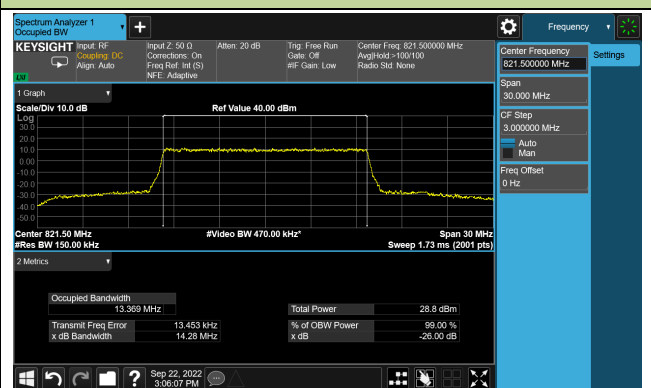 Spectrum Analyzer 1
Occupied BW
Frequency
KEYSIGHT
Input: RF
Coupling: DC
Align: Auto
Input Z: 50 Ω
Corrections: On
Freq Ref: Int (S)
NFE: Adaptive
Atten: 20 dB
Trig: Free Run
Gate: Off
#IF Gain: Low
Center Freq: 821.500000 MHz
Avg|Hold:>100/100
Radio Std: None
LXI
Center Frequency
821.500000 MHz
Settings
Span
30.000 MHz
CF Step
3.000000 MHz
Auto
Man
Freq Offset
0 Hz
1 Graph
Scale/Div 10.0 dB
Ref Value 40.00 dBm
Log
30.0
20.0
10.0
0.00
-10.0
-20.0
-30.0
-40.0
-50.0
Center 821.50 MHz
#Video BW 470.00 kHz*
Span 30 MHz
#Res BW 150.00 kHz
Sweep 1.73 ms (2001 pts)
2 Metrics
Occupied Bandwidth
13.369 MHz
Total Power 28.8 dBm
Transmit Freq Error 13.453 kHz
% of OBW Power 99.00 %
x dB Bandwidth 14.28 MHz
x dB -26.00 dB
Sep 22, 2022
3:06:07 PM